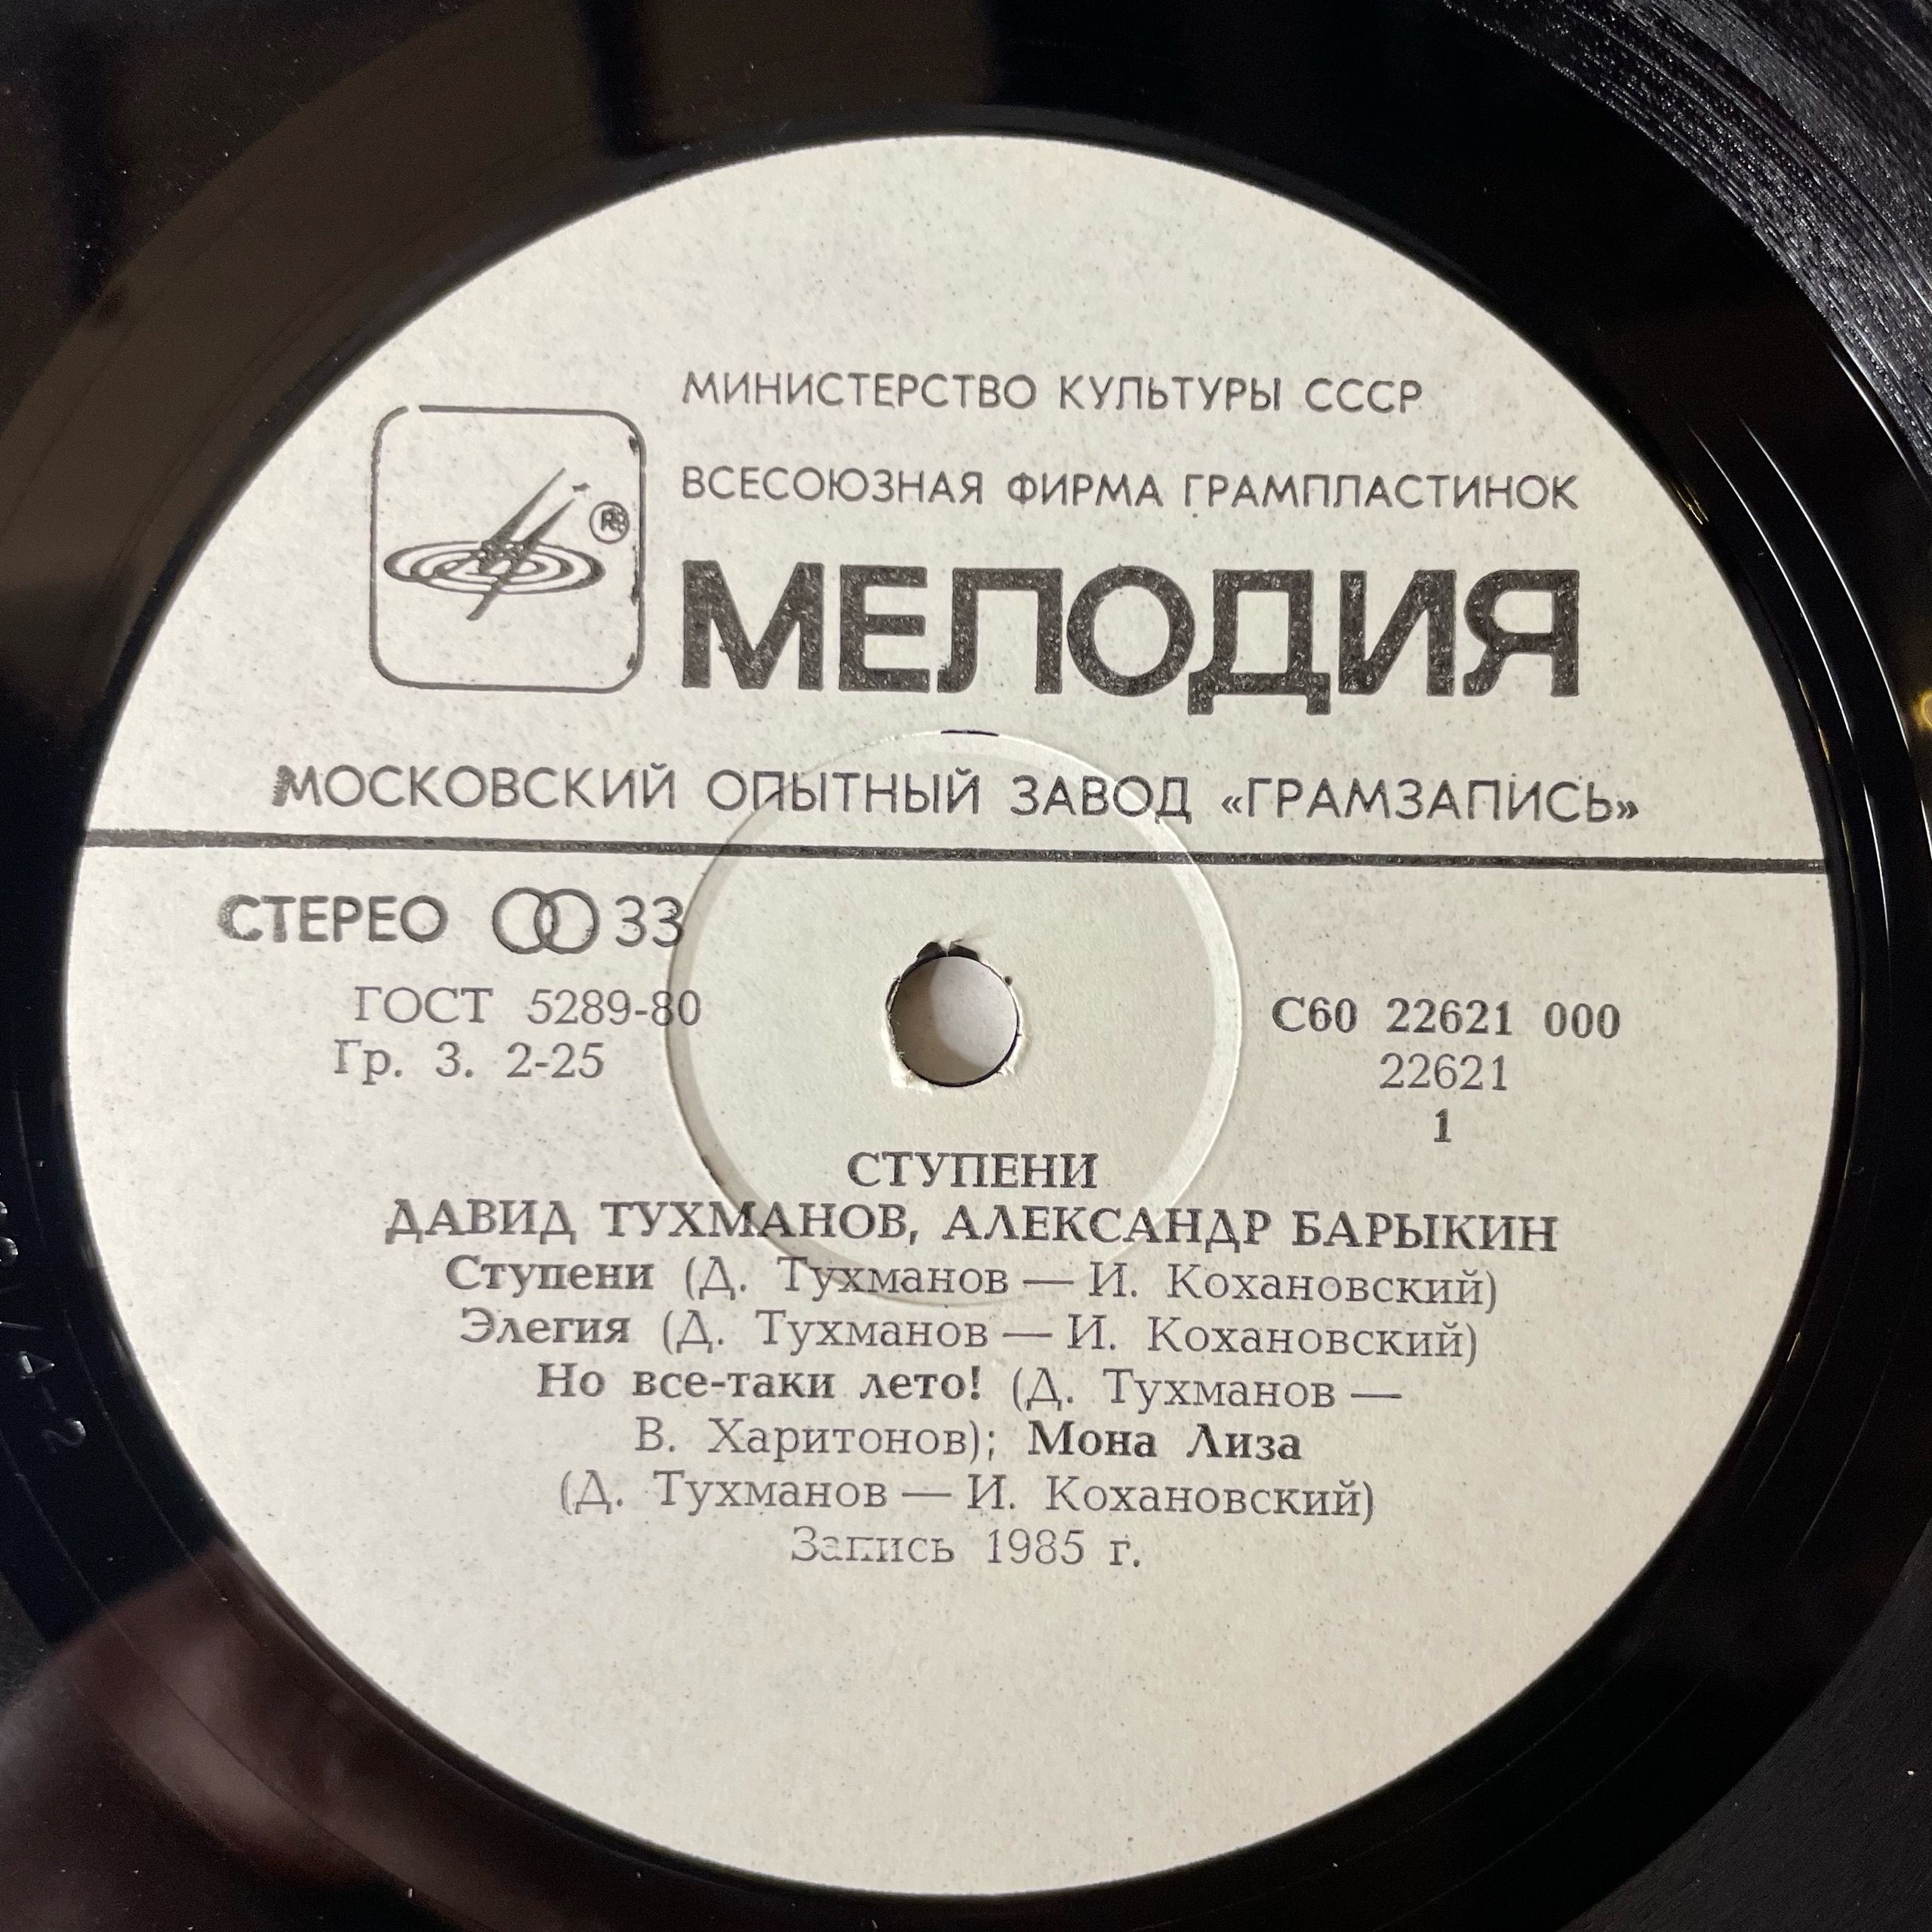 МИНИСТЕРСТВО КУЛЬТУРЫ СССР
ВСЕСОЮЗНАЯ ФИРМА ГРАМПЛАСТИНОК
МЕЛОДИЯ
МОСКОВСКИЙ ОПЫТНЫЙ ЗАВОД «ГРАМЗАПИСЬ»
СТЕРЕО 33
ГОСТ 5289-80
Гр. 3. 2-25
С60 22621 000
22621
1
СТУПЕНИ
ДАВИД ТУХМАНОВ, АЛЕКСАНДР БАРЫКИН
Ступени (Д. Тухманов — И. Кохановский)
Элегия (Д. Тухманов — И. Кохановский)
Но все-таки лето! (Д. Тухманов —
В. Харитонов); Мона Лиза
(Д. Тухманов — И. Кохановский)
Запись 1985 г.